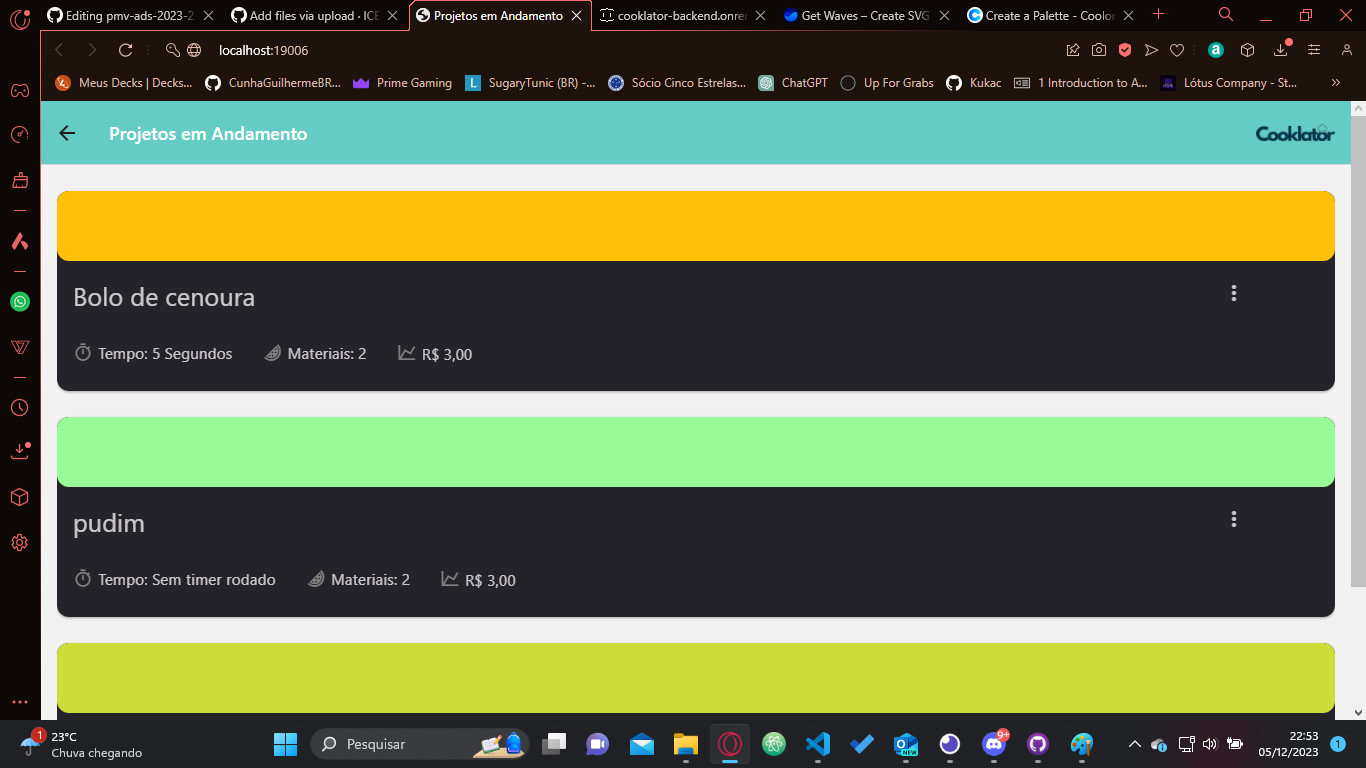 Editing pmv-ads-2023-2
Add files via upload · ICE
Projetos em Andamento
cooklator-backend.onre
Get Waves – Create SVG
Create a Palette - Coolor
localhost:19006
Meus Decks | Decks...
CunhaGuilhermeBR...
Prime Gaming
SugaryTunic (BR) -...
Sócio Cinco Estrelas...
ChatGPT
Up For Grabs
Kukac
1 Introduction to A...
Lótus Company - St...
Projetos em Andamento
Cooklator
Bolo de cenoura
Tempo: 5 Segundos
Materiais: 2
R$ 3,00
pudim
Tempo: Sem timer rodado
Materiais: 2
R$ 3,00
1
23°C
Chuva chegando
Pesquisar
NEW
9+
22:53
05/12/2023
1